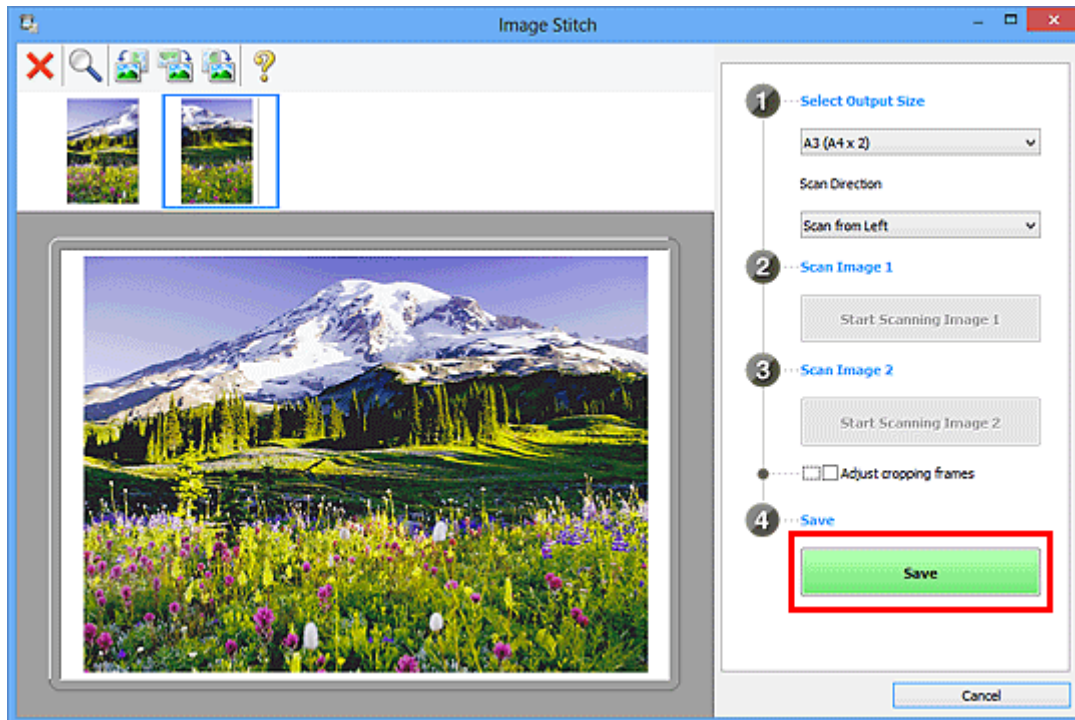 Image Stitch
1
Select Output Size
A3 (A4 x 2)
Scan Direction
Scan from Left
2
Scan Image 1
Start Scanning Image 1
3
Scan Image 2
Start Scanning Image 2
Adjust cropping frames
4
Save
Save
Cancel